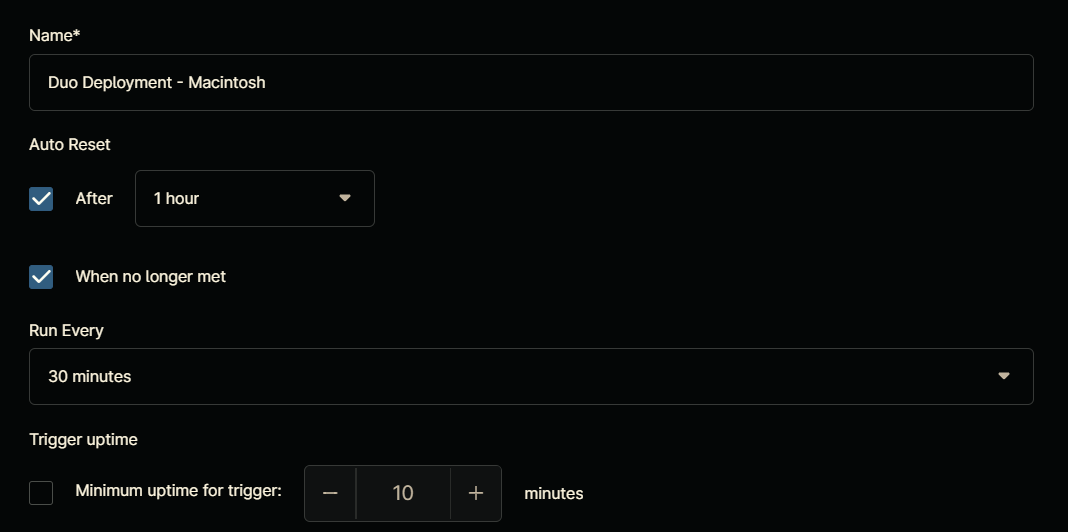 Name*
Duo Deployment - Macintosh
Auto Reset
After 1 hour
When no longer met
Run Every
30 minutes
Trigger uptime
Minimum uptime for trigger: 10 minutes